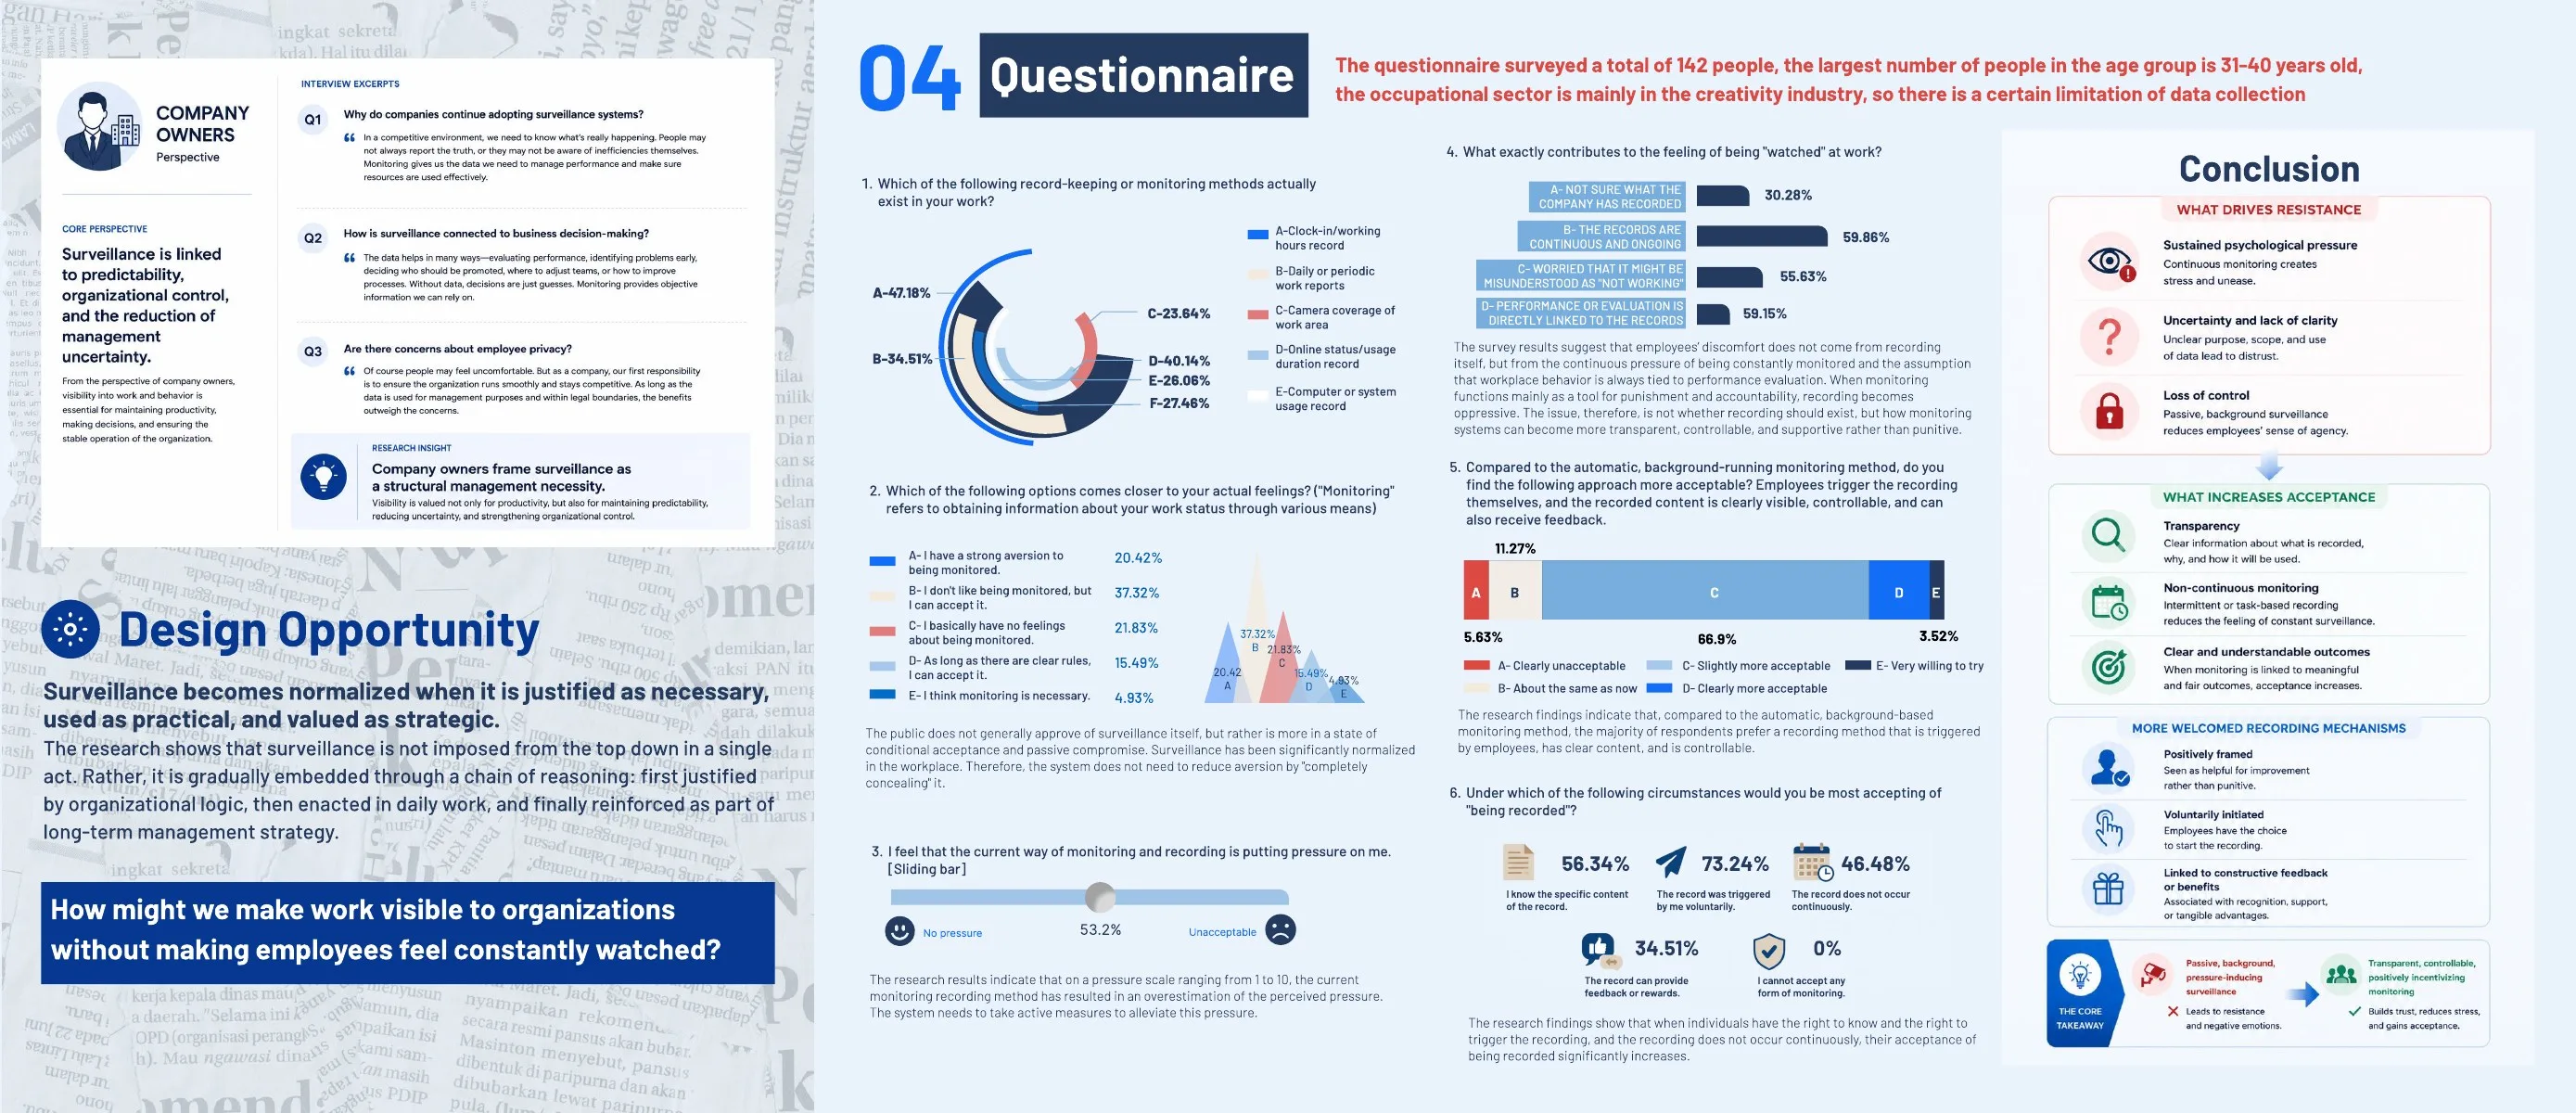 COMPANY
OWNERS
Perspective
CORE PERSPECTIVE
Surveillance is linked
to predictability,
organizational control,
and the reduction of
management
uncertainty.
From the perspective of company owners,
visibility into work and behavior is
essential for maintaining productivity,
making decisions, and ensuring the
stable operation of the organization.
INTERVIEW EXCERPTS
Q1
Why do companies continue adopting surveillance systems?
“ In a competitive environment, we need to know what's really happening. People may
not always report the truth, or they may not be aware of inefficiencies themselves.
Monitoring gives us the data we need to manage performance and make sure
resources are used effectively.
Q2
How is surveillance connected to business decision-making?
“ The data helps in many ways—evaluating performance, identifying problems early,
deciding who should be promoted, where to adjust teams, or how to improve
processes. Without data, decisions are just guesses. Monitoring provides objective
information we can rely on.
Q3
Are there concerns about employee privacy?
“ Of course people may feel uncomfortable. But as a company, our first responsibility
is to ensure the organization runs smoothly and stays competitive. As long as the
data is used for management purposes and within legal boundaries, the benefits
outweigh the concerns.
RESEARCH INSIGHT
Company owners frame surveillance as
a structural management necessity.
Visibility is valued not only for productivity, but also for maintaining predictability,
reducing uncertainty, and strengthening organizational control.
Design Opportunity
Surveillance becomes normalized when it is justified as necessary,
used as practical, and valued as strategic.
The research shows that surveillance is not imposed from the top down in a single
act. Rather, it is gradually embedded through a chain of reasoning: first justified
by organizational logic, then enacted in daily work, and finally reinforced as part of
long-term management strategy.
How might we make work visible to organizations
without making employees feel constantly watched?
04 Questionnaire
The questionnaire surveyed a total of 142 people, the largest number of people in the age group is 31-40 years old,
the occupational sector is mainly in the creativity industry, so there is a certain limitation of data collection
1. Which of the following record-keeping or monitoring methods actually
exist in your work?
A-47.18%
B-34.51%
C-23.64%
D-40.14%
E-26.06%
F-27.46%
A-Clock-in/working
hours record
B-Daily or periodic
work reports
C-Camera coverage of
work area
D-Online status/usage
duration record
E-Computer or system
usage record
2. Which of the following options comes closer to your actual feelings? ("Monitoring"
refers to obtaining information about your work status through various means)
A- I have a strong aversion to
being monitored.
20.42%
B- I don't like being monitored, but
I can accept it.
37.32%
C- I basically have no feelings
about being monitored.
21.83%
D- As long as there are clear rules,
I can accept it.
15.49%
E- I think monitoring is necessary.
4.93%
20.42
A
37.32%
B
21.83%
C
15.49%
D
4.93%
E
The public does not generally approve of surveillance itself, but rather is more in a state of
conditional acceptance and passive compromise. Surveillance has been significantly normalized
in the workplace. Therefore, the system does not need to reduce aversion by "completely
concealing" it.
3. I feel that the current way of monitoring and recording is putting pressure on me.
[Sliding bar]
No pressure
53.2%
Unacceptable
The research results indicate that on a pressure scale ranging from 1 to 10, the current
monitoring recording method has resulted in an overestimation of the perceived pressure.
The system needs to take active measures to alleviate this pressure.
4. What exactly contributes to the feeling of being "watched" at work?
A- NOT SURE WHAT THE
COMPANY HAS RECORDED
30.28%
B- THE RECORDS ARE
CONTINUOUS AND ONGOING
59.86%
C- WORRIED THAT IT MIGHT BE
MISUNDERSTOOD AS "NOT WORKING"
55.63%
D- PERFORMANCE OR EVALUATION IS
DIRECTLY LINKED TO THE RECORDS
59.15%
The survey results suggest that employees' discomfort does not come from recording
itself, but from the continuous pressure of being constantly monitored and the assumption
that workplace behavior is always tied to performance evaluation. When monitoring
functions mainly as a tool for punishment and accountability, recording becomes
oppressive. The issue, therefore, is not whether recording should exist, but how monitoring
systems can become more transparent, controllable, and supportive rather than punitive.
5. Compared to the automatic, background-running monitoring method, do you
find the following approach more acceptable? Employees trigger the recording
themselves, and the recorded content is clearly visible, controllable, and can
also receive feedback.
11.27%
A
B
C
D
E
5.63%
66.9%
3.52%
A- Clearly unacceptable
C- Slightly more acceptable
E- Very willing to try
B- About the same as now
D- Clearly more acceptable
The research findings indicate that, compared to the automatic, background-based
monitoring method, the majority of respondents prefer a recording method that is triggered
by employees, has clear content, and is controllable.
6. Under which of the following circumstances would you be most accepting of
"being recorded"?
56.34%
I know the specific content
of the record.
73.24%
The record was triggered
by me voluntarily.
46.48%
The record does not occur
continuously.
34.51%
The record can provide
feedback or rewards.
0%
I cannot accept any
form of monitoring.
The research findings show that when individuals have the right to know and the right to
trigger the recording, and the recording does not occur continuously, their acceptance of
being recorded significantly increases.
Conclusion
WHAT DRIVES RESISTANCE
Sustained psychological pressure
Continuous monitoring creates
stress and unease.
Uncertainty and lack of clarity
Unclear purpose, scope, and use
of data lead to distrust.
Loss of control
Passive, background surveillance
reduces employees' sense of agency.
WHAT INCREASES ACCEPTANCE
Transparency
Clear information about what is recorded,
why, and how it will be used.
Non-continuous monitoring
Intermittent or task-based recording
reduces the feeling of constant surveillance.
Clear and understandable outcomes
When monitoring is linked to meaningful
and fair outcomes, acceptance increases.
MORE WELCOMED RECORDING MECHANISMS
Positively framed
Seen as helpful for improvement
rather than punitive.
Voluntarily initiated
Employees have the choice
to start the recording.
Linked to constructive feedback
or benefits
Associated with recognition, support,
or tangible advantages.
THE CORE
TAKEAWAY
Passive, background,
pressure-inducing
surveillance
Leads to resistance
and negative emotions.
Transparent, controllable,
positively incentivizing
monitoring
Builds trust, reduces stress,
and gains acceptance.